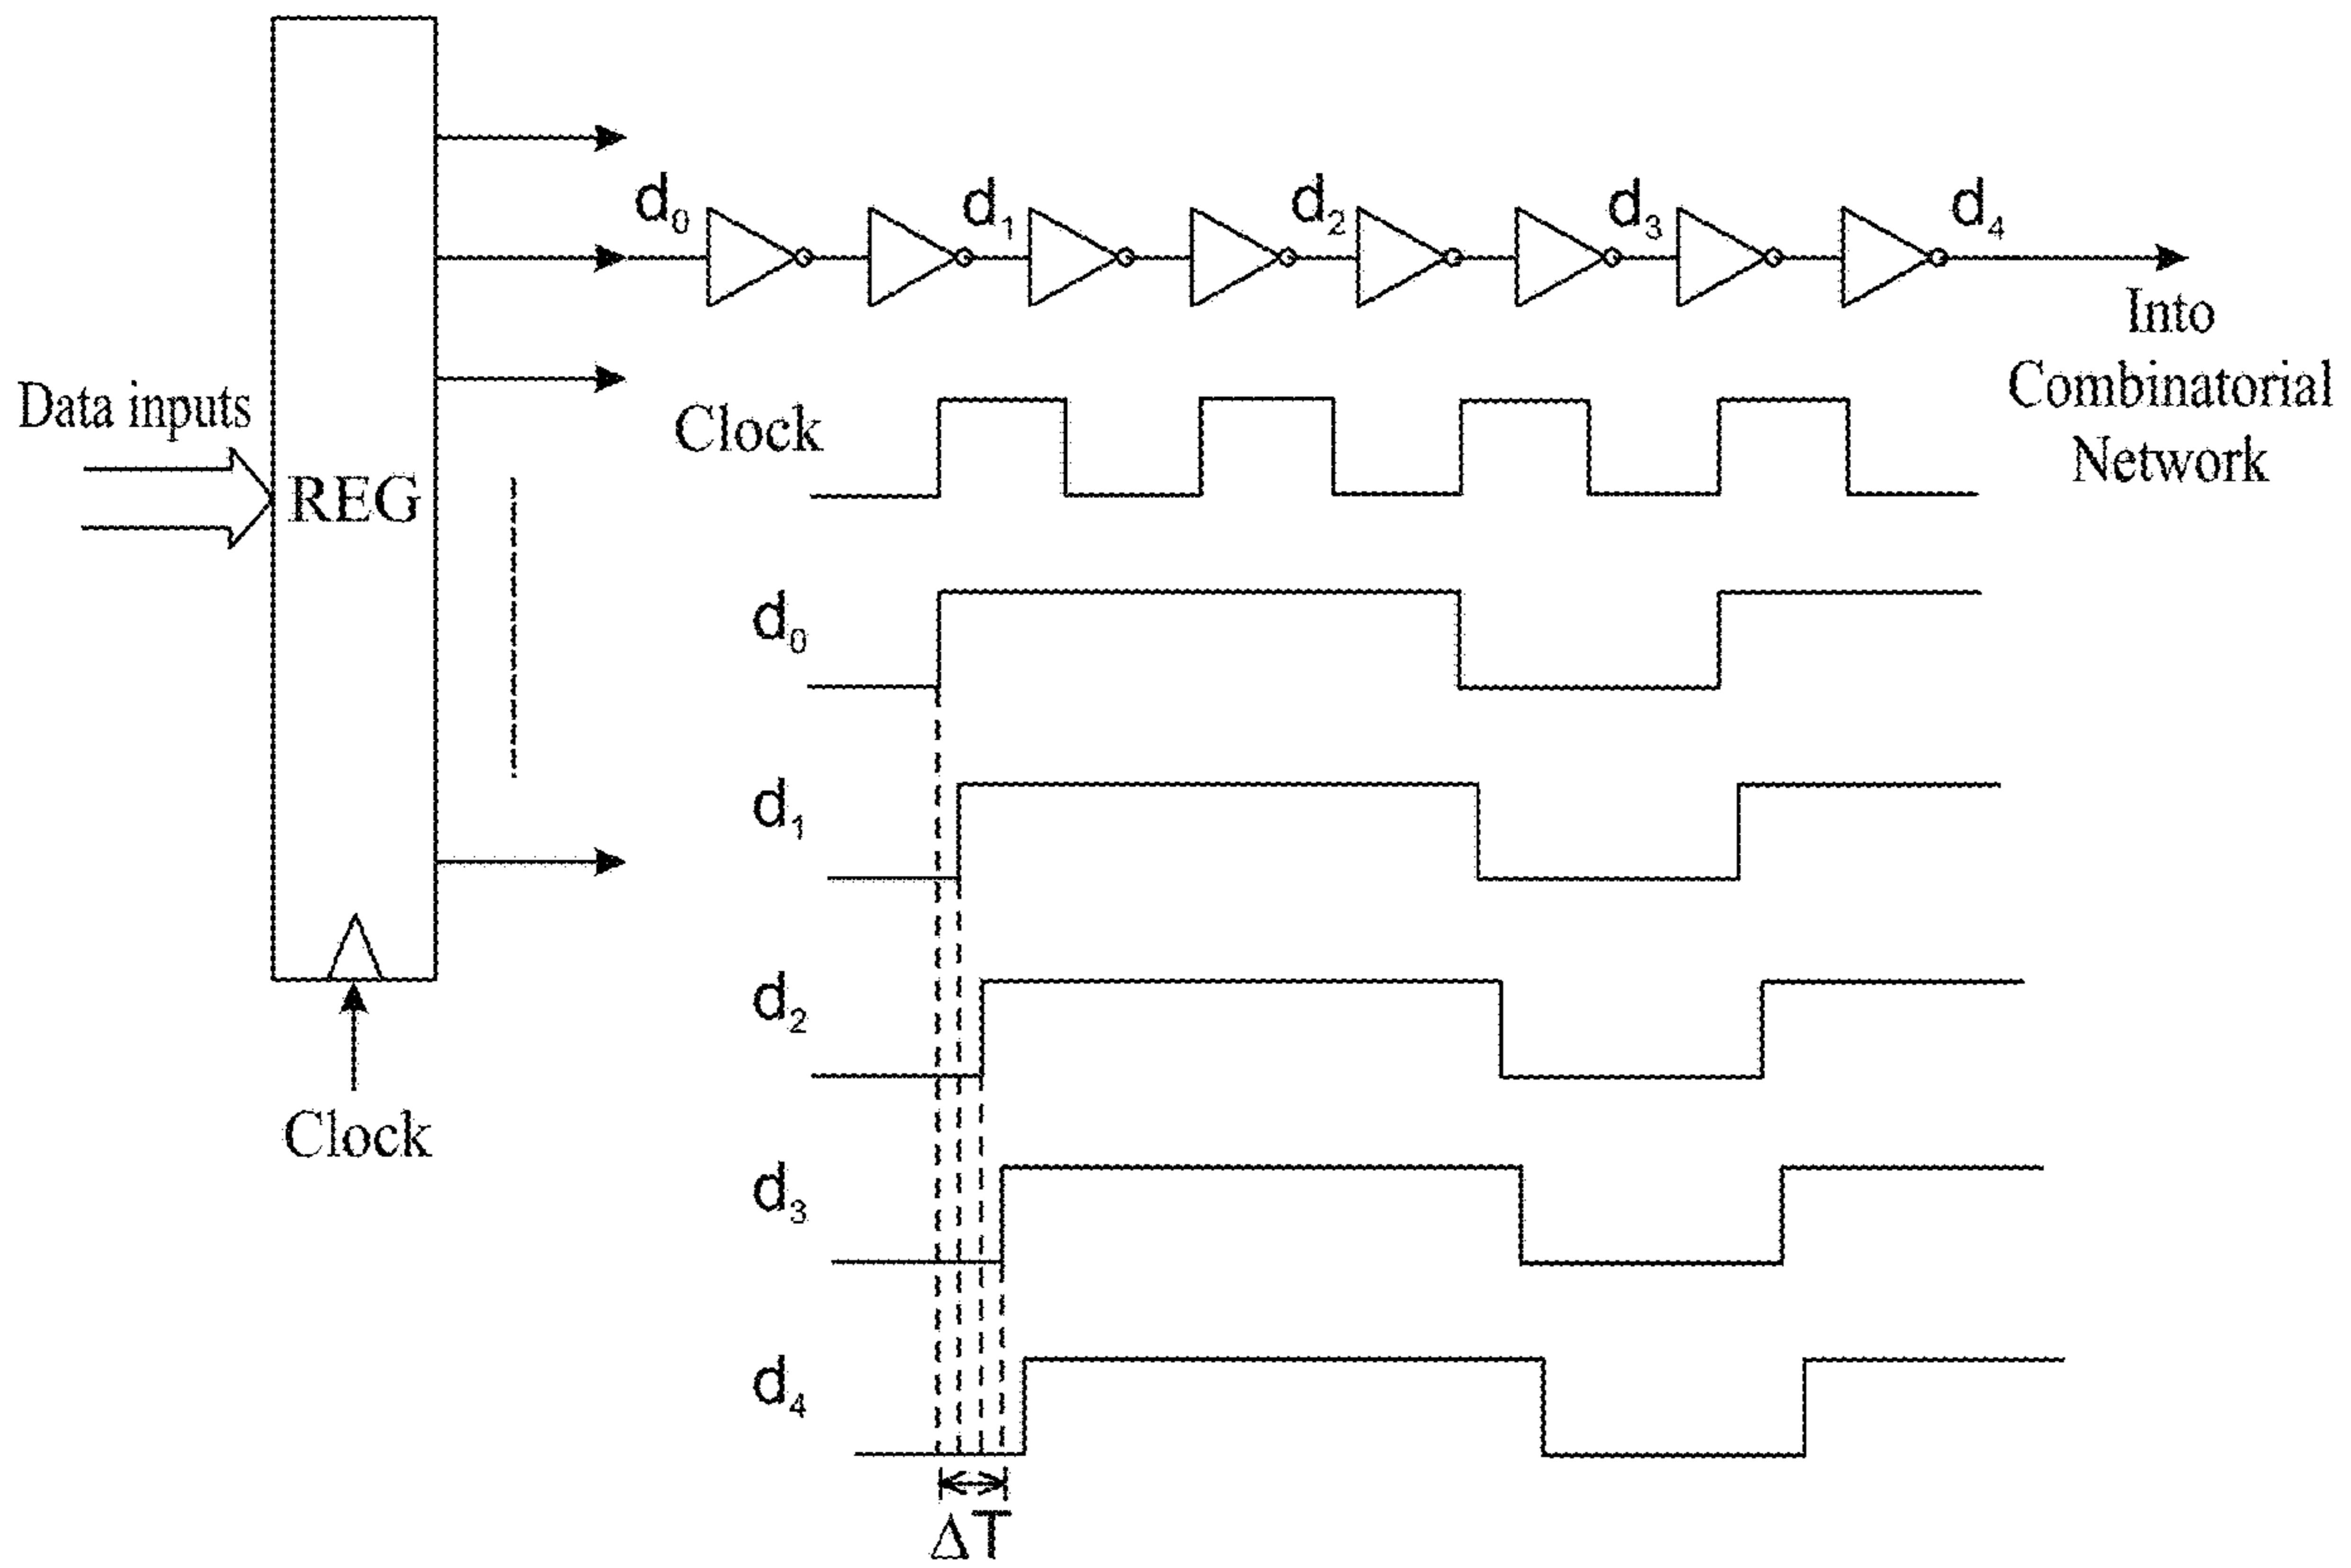 d₀
d₁
d₂
d₃
d₄
Into
Combinatorial
Network
Data inputs
REG
Clock
Clock
d₀
d₁
d₂
d₃
d₄
ΔT